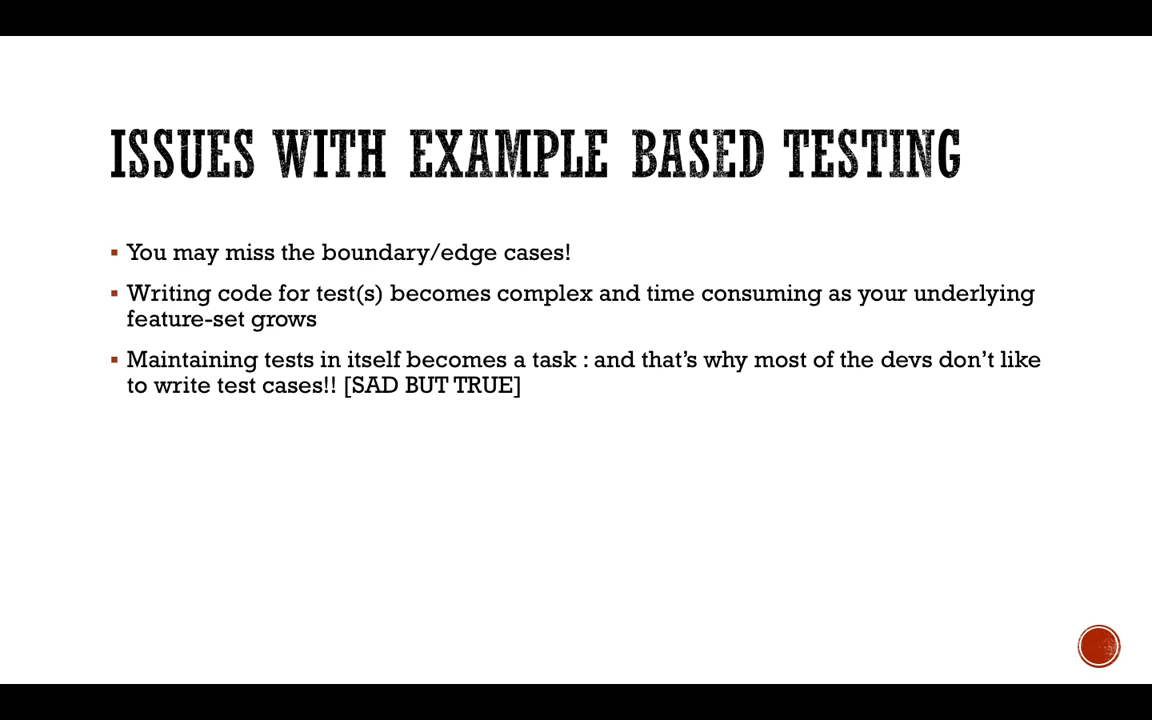 ISSUES WITH EXAMPLE BASED TESTING
▪ You may miss the boundary/edge cases!
▪ Writing code for test(s) becomes complex and time consuming as your underlying
feature-set grows
▪ Maintaining tests in itself becomes a task : and that’s why most of the devs don’t like
to write test cases!! [SAD BUT TRUE]